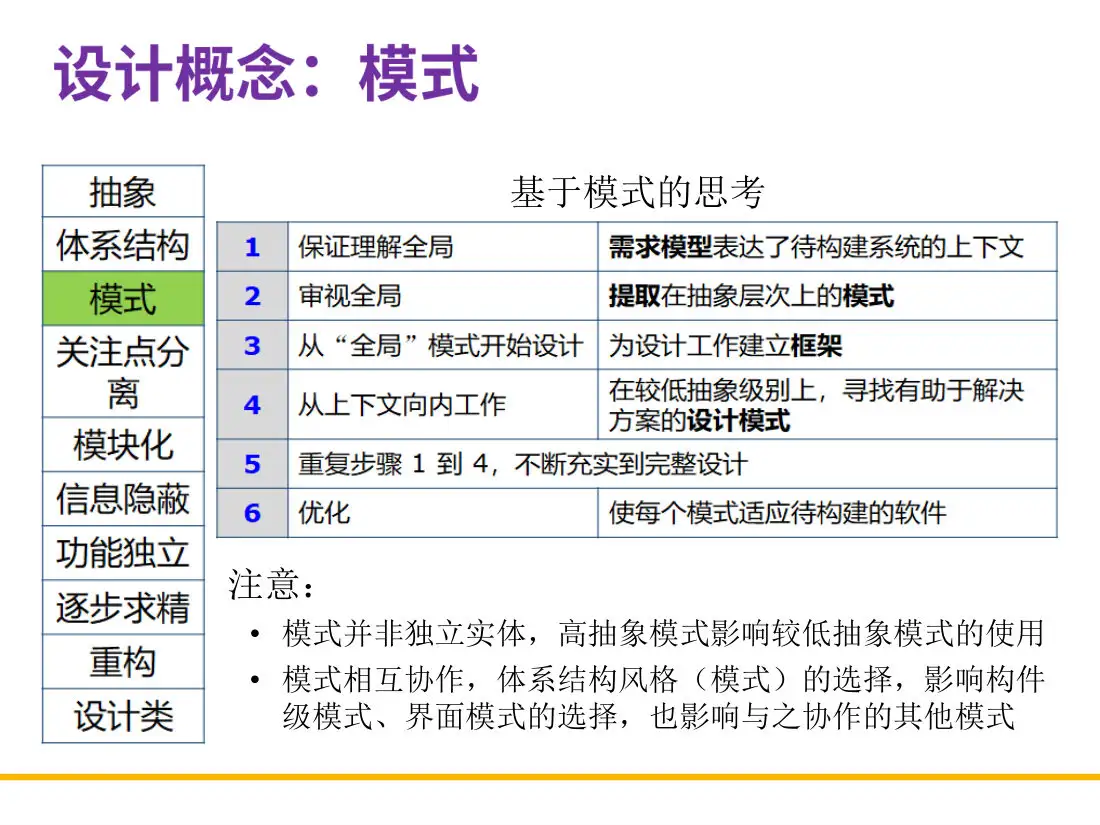 设计概念：模式
抽象
体系结构
模式
关注点分
离
模块化
信息隐蔽
功能独立
逐步求精
重构
设计类
基于模式的思考
1 保证理解全局 需求模型表达了待构建系统的上下文
2 审视全局 提取在抽象层次上的模式
3 从“全局”模式开始设计 为设计工作建立框架
4 从上下文向内工作 在较低抽象级别上，寻找有助于解决
方案的设计模式
5 重复步骤 1 到 4，不断充实到完整设计
6 优化 使每个模式适应待构建的软件
注意：
• 模式并非独立实体，高抽象模式影响较低抽象模式的使用
• 模式相互协作，体系结构风格（模式）的选择，影响构件
级模式、界面模式的选择，也影响与之协作的其他模式